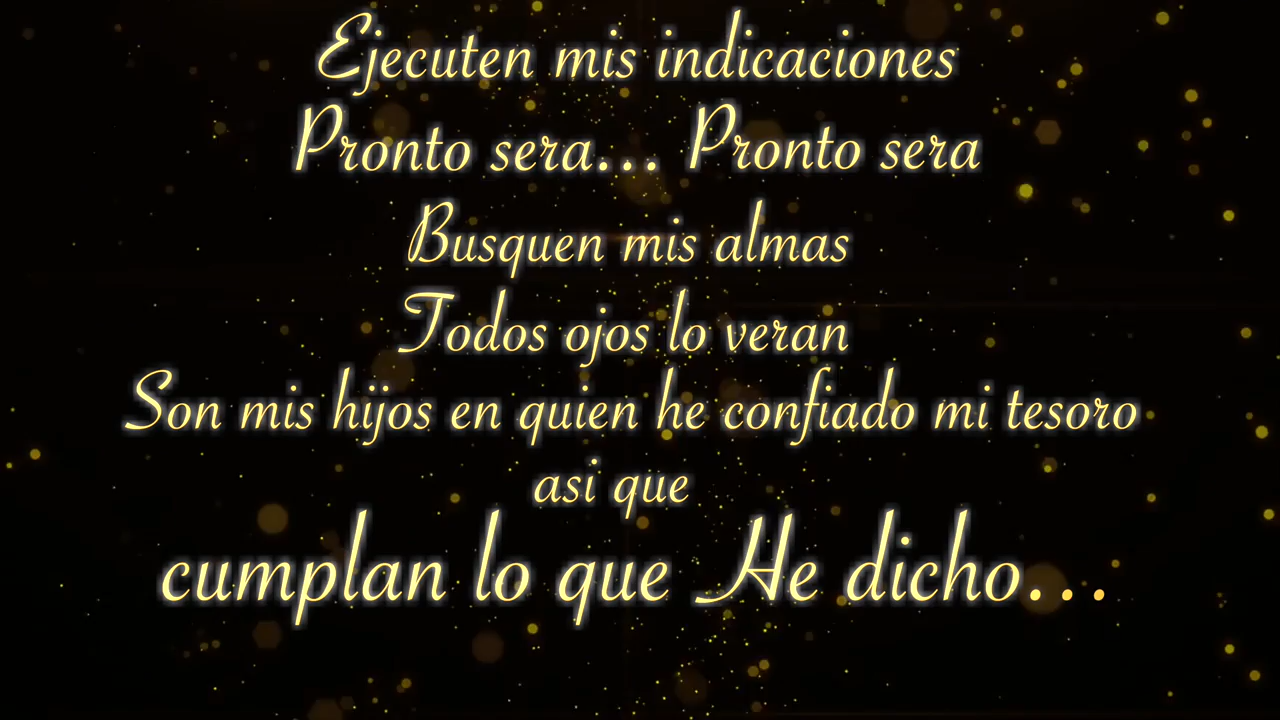 Ejecuten mis indicaciones
Pronto sera... Pronto sera
Busquen mis almas
Todos ojos lo veran
Son mis hijos en quien he confiado mi tesoro
asi que
cumplan lo que He dicho...